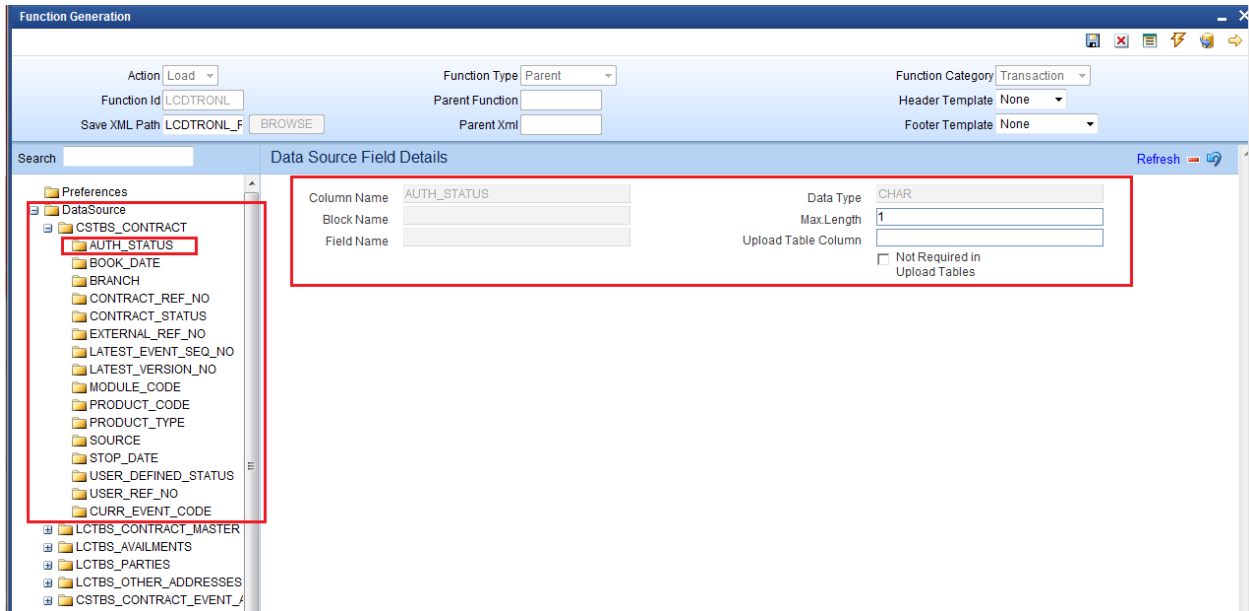 Function Generation
Action Load Function Type Parent Function Category Transaction
Function Id LCDTRONL Parent Function Header Template None
Save XML Path LCDTRONL_F BROWSE Parent Xml Footer Template None
Search Data Source Field Details Refresh
Preferences
DataSource
CSTBS_CONTRACT
AUTH_STATUS
BOOK_DATE
BRANCH
CONTRACT_REF_NO
CONTRACT_STATUS
EXTERNAL_REF_NO
LATEST_EVENT_SEQ_NO
LATEST_VERSION_NO
MODULE_CODE
PRODUCT_CODE
PRODUCT_TYPE
SOURCE
STOP_DATE
USER_DEFINED_STATUS
USER_REF_NO
CURR_EVENT_CODE
LCTBS_CONTRACT_MASTER
LCTBS_AVAILMENTS
LCTBS_PARTIES
LCTBS_OTHER_ADDRESSES
CSTBS_CONTRACT_EVENT_
Column Name AUTH_STATUS Data Type CHAR
Block Name Max.Length 1
Field Name Upload Table Column
Not Required in
Upload Tables